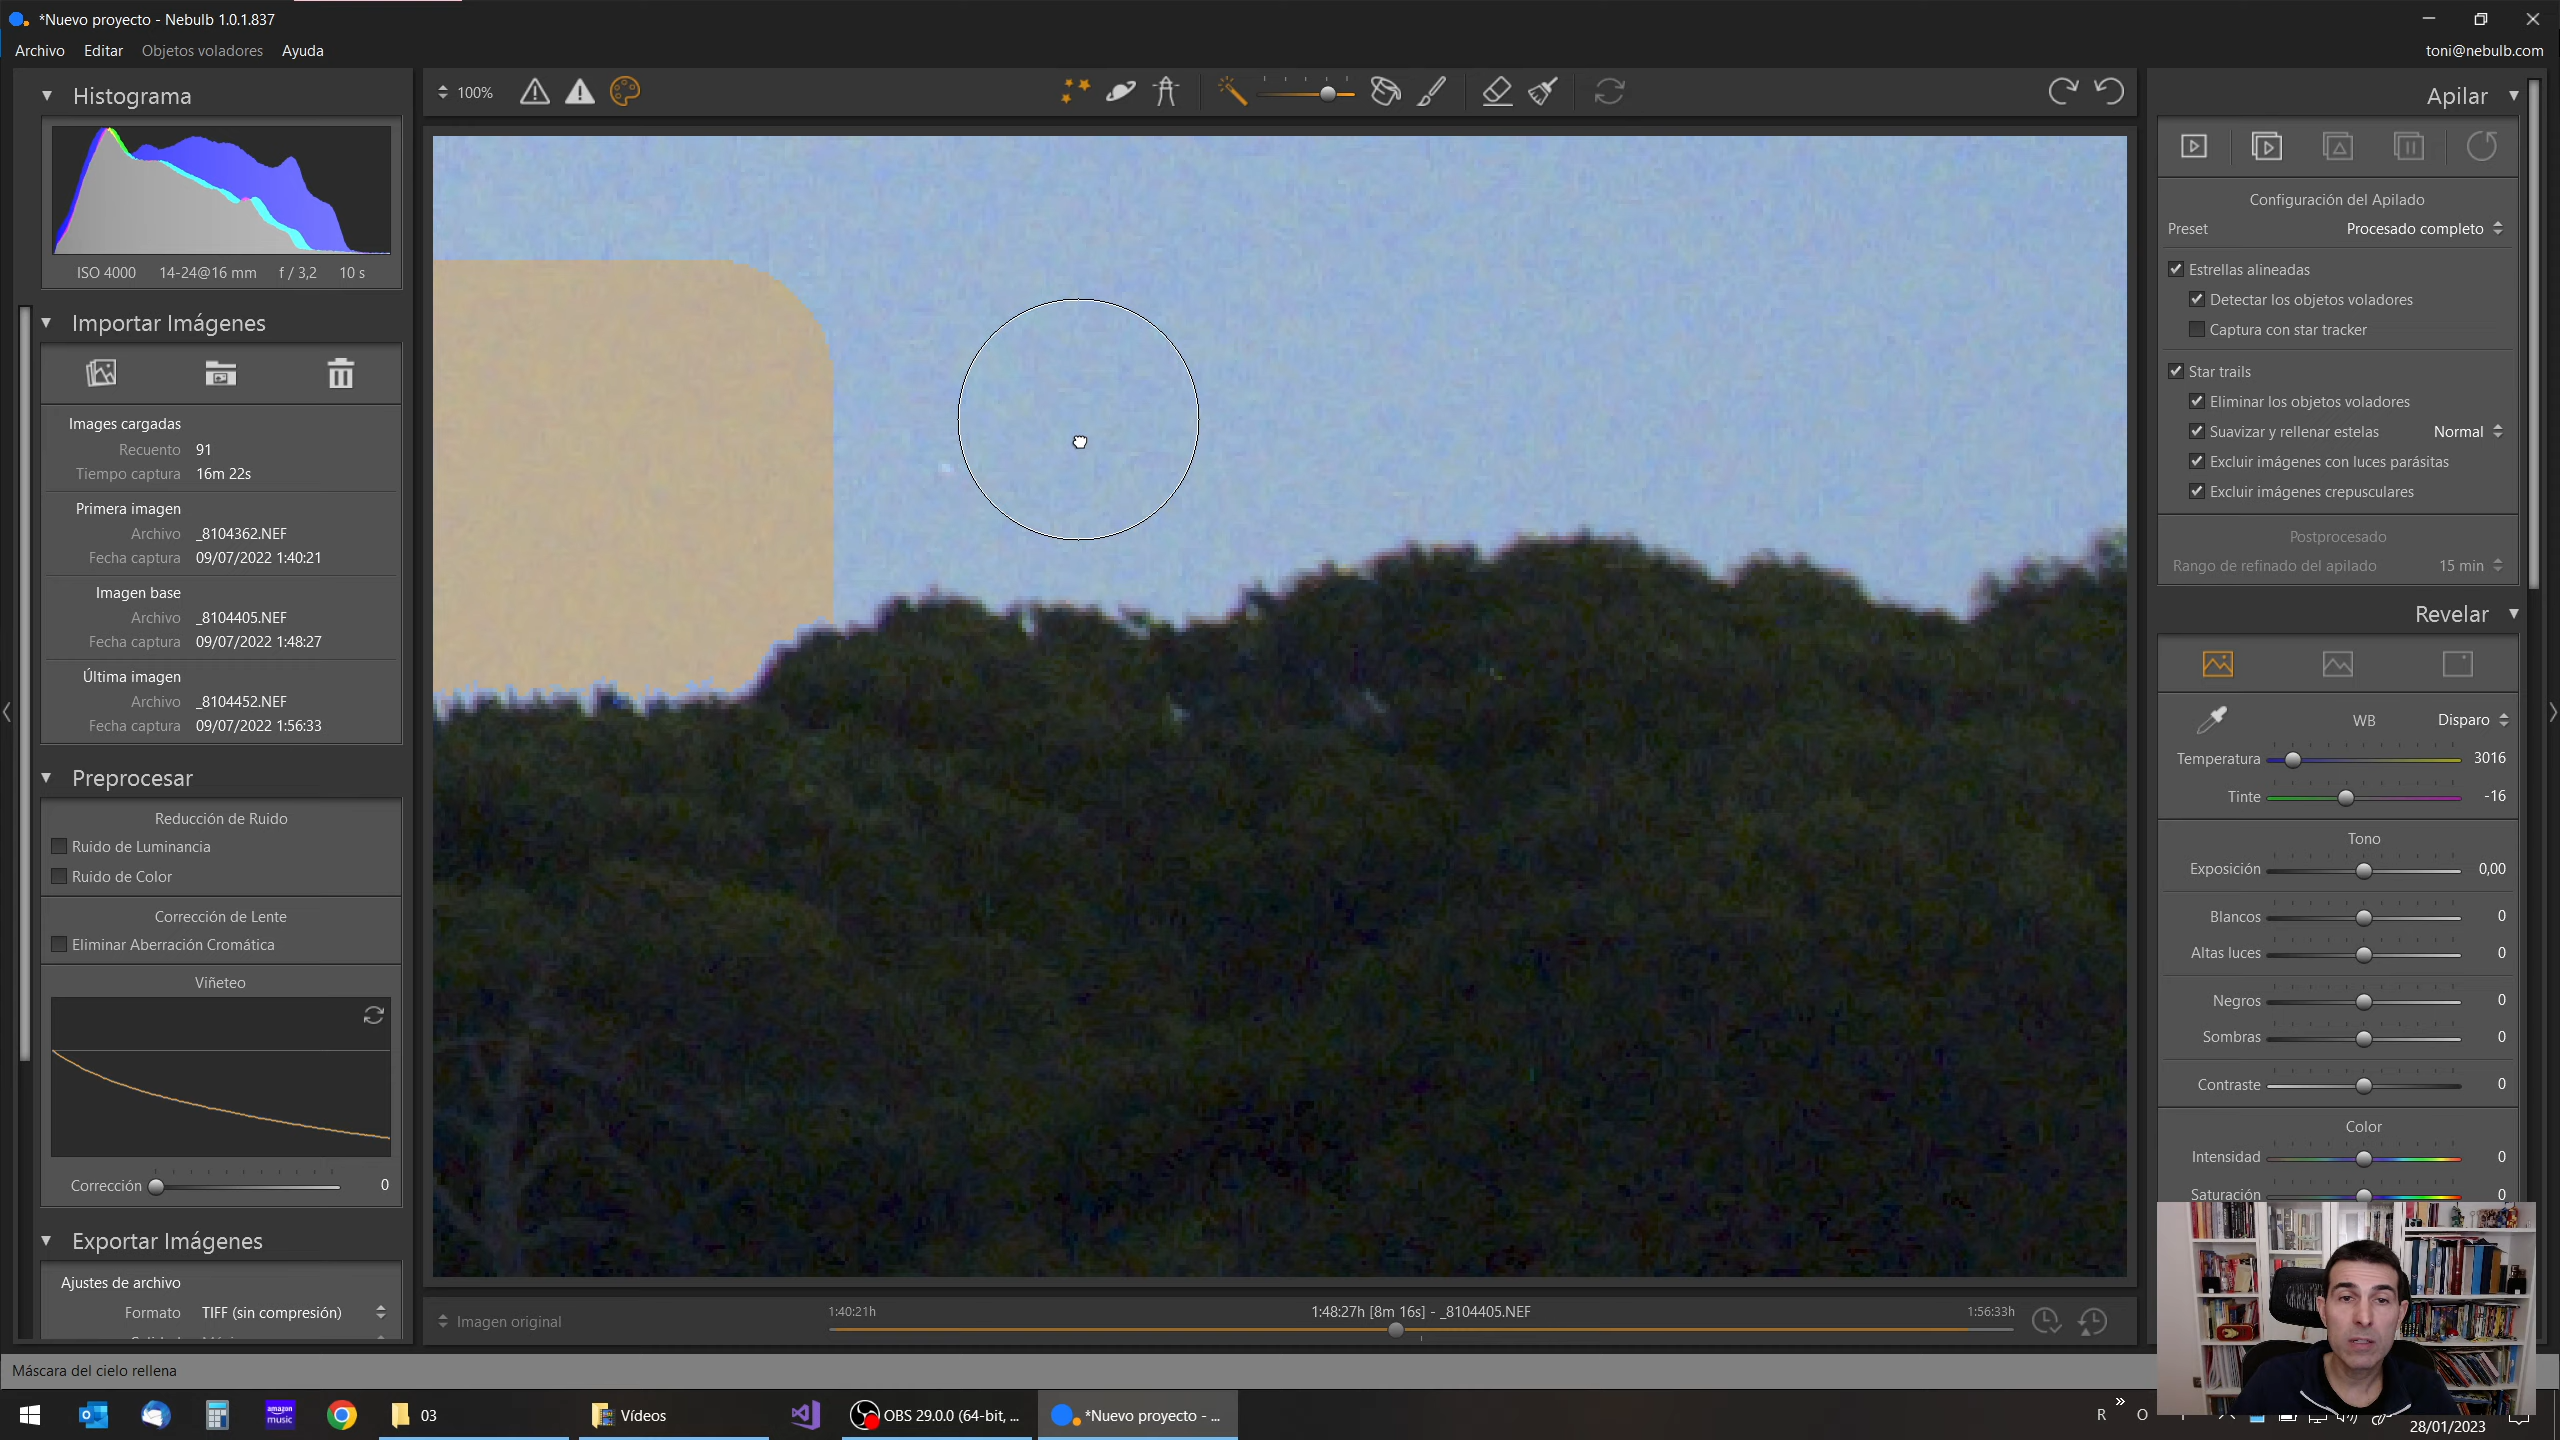 *Nuevo proyecto - Nebulb 1.0.1.837
Archivo Editar Objetos voladores Ayuda
toni@nebulb.com
Histograma
ISO 4000 14-24@16 mm f / 3,2 10 s
Importar Imágenes
Images cargadas
Recuento 91
Tiempo captura 16m 22s
Primera imagen
Archivo _8104362.NEF
Fecha captura 09/07/2022 1:40:21
Imagen base
Archivo _8104405.NEF
Fecha captura 09/07/2022 1:48:27
Última imagen
Archivo _8104452.NEF
Fecha captura 09/07/2022 1:56:33
Preprocesar
Reducción de Ruido
Ruido de Luminancia
Ruido de Color
Corrección de Lente
Eliminar Aberración Cromática
Viñeteo
Corrección 0
Exportar Imágenes
Ajustes de archivo
Formato TIFF (sin compresión)
100%
Imagen original
1:40:21h
1:48:27h [8m 16s] - _8104405.NEF
1:56:33h
Apilar
Configuración del Apilado
Preset Procesado completo
Estrellas alineadas
Detectar los objetos voladores
Captura con star tracker
Star trails
Eliminar los objetos voladores
Suavizar y rellenar estelas Normal
Excluir imágenes con luces parásitas
Excluir imágenes crepusculares
Postprocesado
Rango de refinado del apilado 15 min
Revelar
WB Disparo
Temperatura 3016
Tinte -16
Tono
Exposición 0,00
Blancos 0
Altas luces 0
Negros 0
Sombras 0
Contraste 0
Color
Intensidad 0
Saturación 0
Máscara del cielo rellena
amazon music
03
Vídeos
OBS 29.0.0 (64-bit, ...
*Nuevo proyecto - ...
R
O
28/01/2023